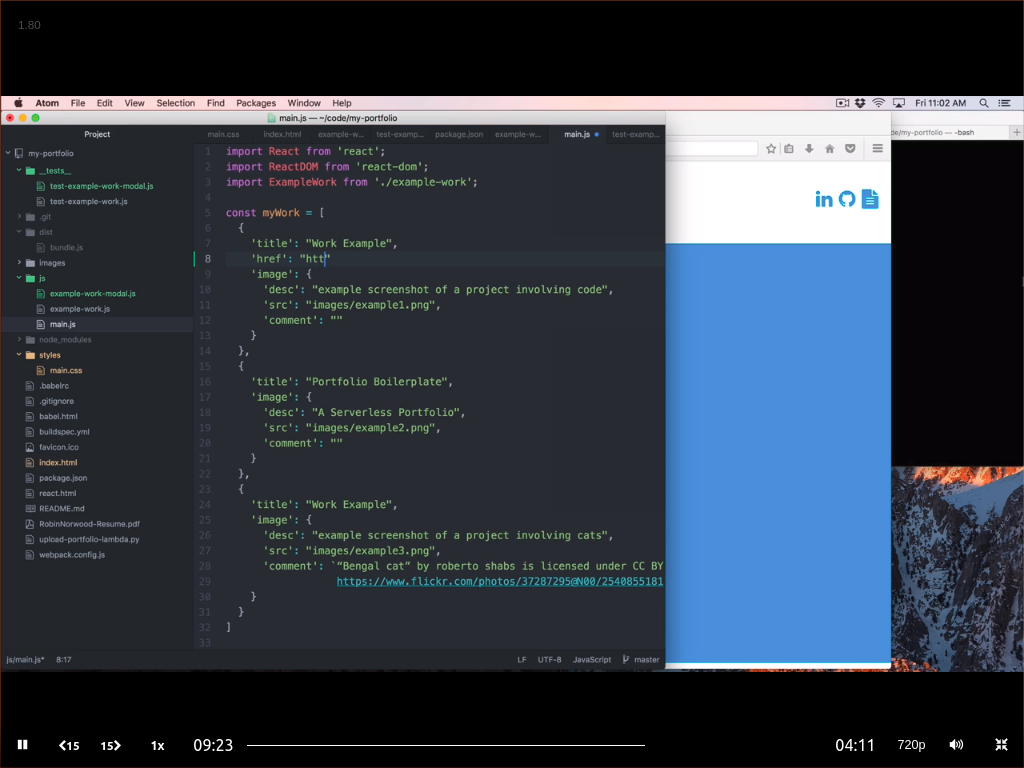 1.80
Atom File Edit View Selection Find Packages Window Help Fri 11:02 AM
main.js — ~/code/my-portfolio
Project
main.css index.html example-w... test-examp... package.json example-w... main.js test-examp...
de/my-portfolio — -bash
my-portfolio
__tests__
test-example-work-modal.js
test-example-work.js
.git
dist
bundle.js
images
js
example-work-modal.js
example-work.js
main.js
node_modules
styles
main.css
.babelrc
.gitignore
babel.html
buildspec.yml
favicon.ico
index.html
package.json
react.html
README.md
RobinNorwood-Resume.pdf
upload-portfolio-lambda.py
webpack.config.js
1 import React from 'react';
2 import ReactDOM from 'react-dom';
3 import ExampleWork from './example-work';
4
5 const myWork = [
6 {
7 'title': "Work Example",
8 'href': "htt"
9 'image': {
10 'desc': "example screenshot of a project involving code",
11 'src': "images/example1.png",
12 'comment': ""
13 }
14 },
15 {
16 'title': "Portfolio Boilerplate",
17 'image': {
18 'desc': "A Serverless Portfolio",
19 'src': "images/example2.png",
20 'comment': ""
21 }
22 },
23 {
24 'title': "Work Example",
25 'image': {
26 'desc': "example screenshot of a project involving cats",
27 'src': "images/example3.png",
28 'comment': `“Bengal cat” by roberto shabs is licensed under CC BY
29 https://www.flickr.com/photos/37287295@N00/2540855181
30 }
31 }
32 ]
33
in
js/main.js* 8:17 LF UTF-8 JavaScript master
15 15 1x 09:23 04:11 720p